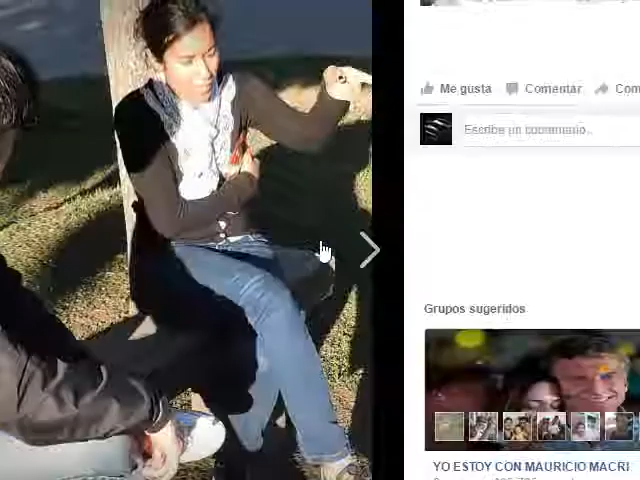 Me gusta Comentar Com
Escribe un comentario...
Grupos sugeridos
YO ESTOY CON MAURICIO MACRI